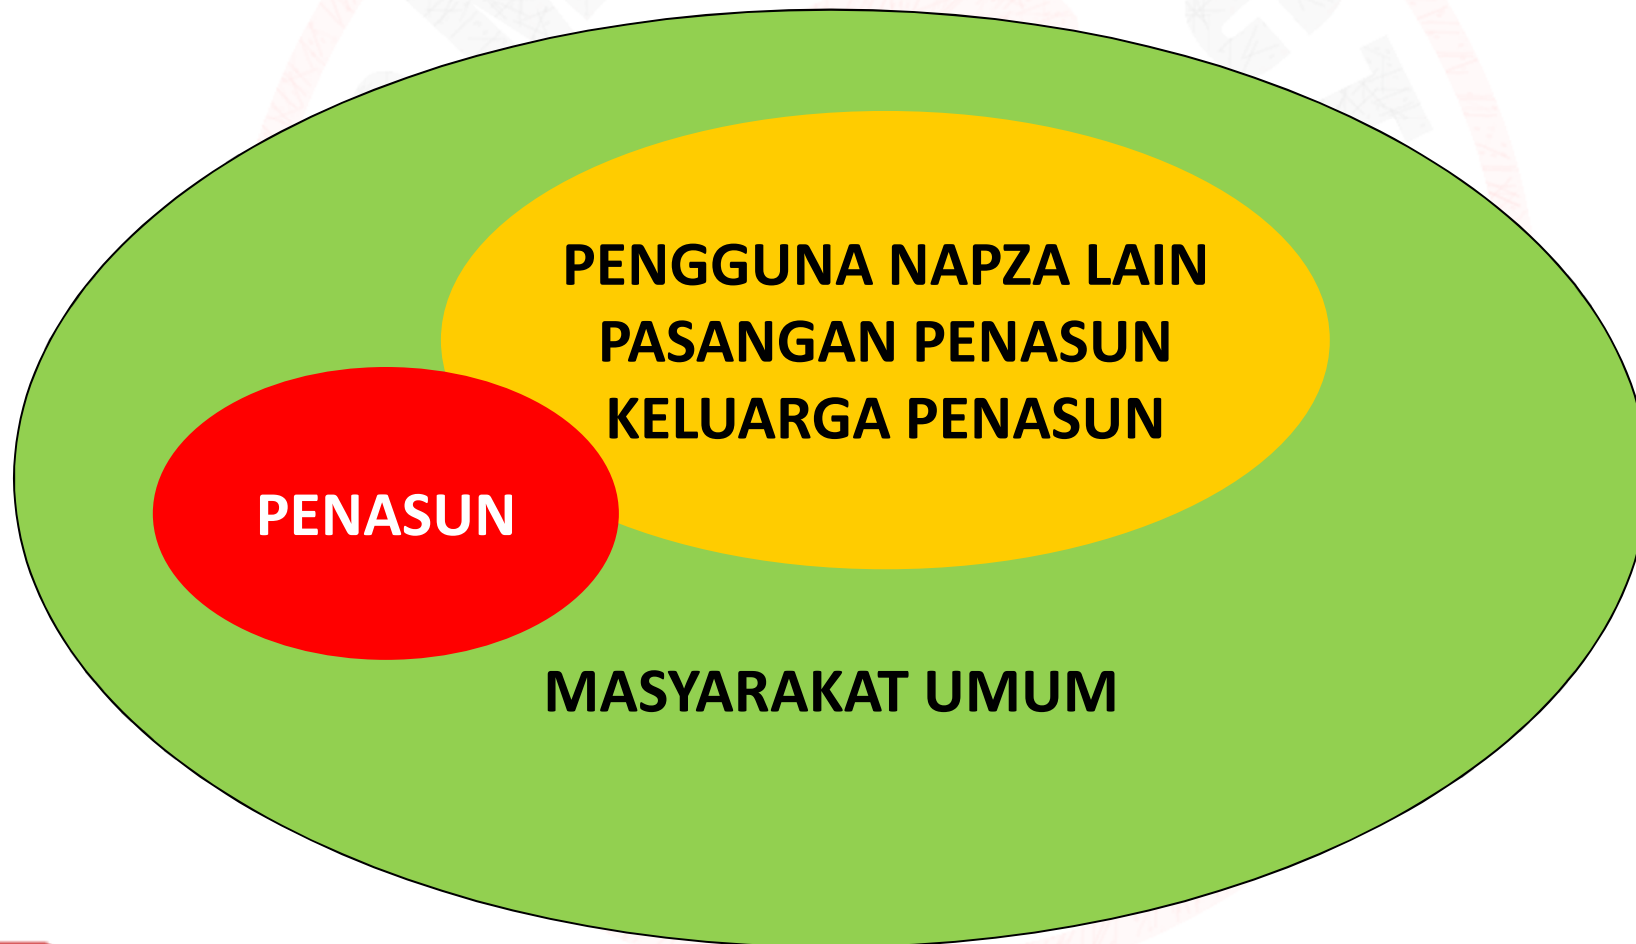 PENGGUNA NAPZA LAIN
PASANGAN PENASUN
KELUARGA PENASUN
PENASUN
MASYARAKAT UMUM